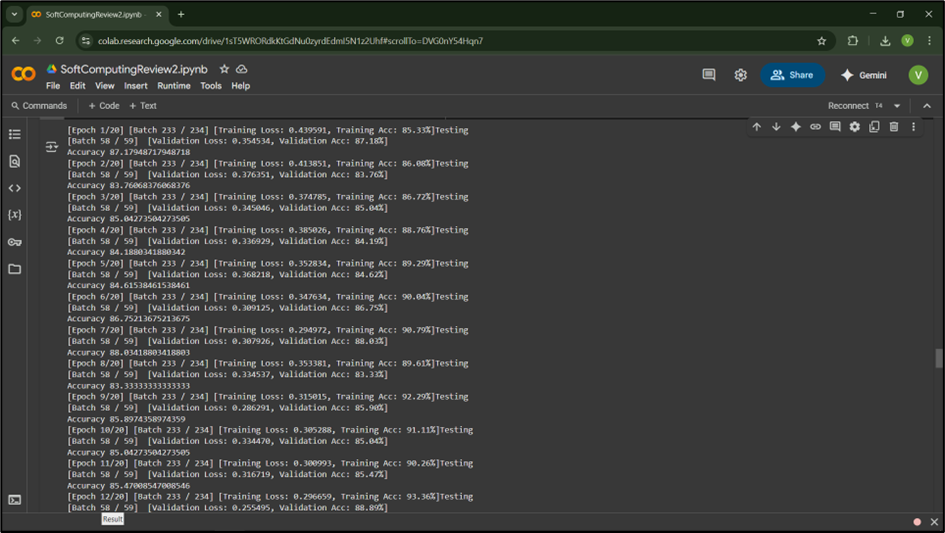 SoftComputingReview2.ipynb -
colab.research.google.com/drive/1sT5WRORdkKtGdNu0zyrdEdmI5N1z2Uhf#scrollTo=DVG0nY54Hqn7
V
SoftComputingReview2.ipynb
File Edit View Insert Runtime Tools Help
Share
Gemini
V
Commands + Code + Text
Reconnect T4
[Epoch 1/20] [Batch 233 / 234] [Training Loss: 0.439591, Training Acc: 85.33%]Testing
[Batch 58 / 59] [Validation Loss: 0.354534, Validation Acc: 87.18%]
Accuracy 87.17948717948718
[Epoch 2/20] [Batch 233 / 234] [Training Loss: 0.413851, Training Acc: 86.08%]Testing
[Batch 58 / 59] [Validation Loss: 0.376351, Validation Acc: 83.76%]
Accuracy 83.76068376068376
[Epoch 3/20] [Batch 233 / 234] [Training Loss: 0.374785, Training Acc: 86.72%]Testing
[Batch 58 / 59] [Validation Loss: 0.345046, Validation Acc: 85.04%]
Accuracy 85.04273504273505
[Epoch 4/20] [Batch 233 / 234] [Training Loss: 0.385026, Training Acc: 88.76%]Testing
[Batch 58 / 59] [Validation Loss: 0.336929, Validation Acc: 84.19%]
Accuracy 84.1880341880342
[Epoch 5/20] [Batch 233 / 234] [Training Loss: 0.352834, Training Acc: 89.29%]Testing
[Batch 58 / 59] [Validation Loss: 0.368218, Validation Acc: 84.62%]
Accuracy 84.61538461538461
[Epoch 6/20] [Batch 233 / 234] [Training Loss: 0.347634, Training Acc: 90.04%]Testing
[Batch 58 / 59] [Validation Loss: 0.309125, Validation Acc: 86.75%]
Accuracy 86.75213675213675
[Epoch 7/20] [Batch 233 / 234] [Training Loss: 0.294972, Training Acc: 90.79%]Testing
[Batch 58 / 59] [Validation Loss: 0.307926, Validation Acc: 88.03%]
Accuracy 88.03418803418803
[Epoch 8/20] [Batch 233 / 234] [Training Loss: 0.353381, Training Acc: 89.61%]Testing
[Batch 58 / 59] [Validation Loss: 0.334537, Validation Acc: 83.33%]
Accuracy 83.33333333333333
[Epoch 9/20] [Batch 233 / 234] [Training Loss: 0.315015, Training Acc: 92.29%]Testing
[Batch 58 / 59] [Validation Loss: 0.286291, Validation Acc: 85.90%]
Accuracy 85.8974358974359
[Epoch 10/20] [Batch 233 / 234] [Training Loss: 0.305288, Training Acc: 91.11%]Testing
[Batch 58 / 59] [Validation Loss: 0.334470, Validation Acc: 85.04%]
Accuracy 85.04273504273505
[Epoch 11/20] [Batch 233 / 234] [Training Loss: 0.300993, Training Acc: 90.26%]Testing
[Batch 58 / 59] [Validation Loss: 0.316719, Validation Acc: 85.47%]
Accuracy 85.47008547008546
[Epoch 12/20] [Batch 233 / 234] [Training Loss: 0.296659, Training Acc: 93.36%]Testing
[Batch 58 / 59] [Validation Loss: 0.255495, Validation Acc: 88.89%]
Result